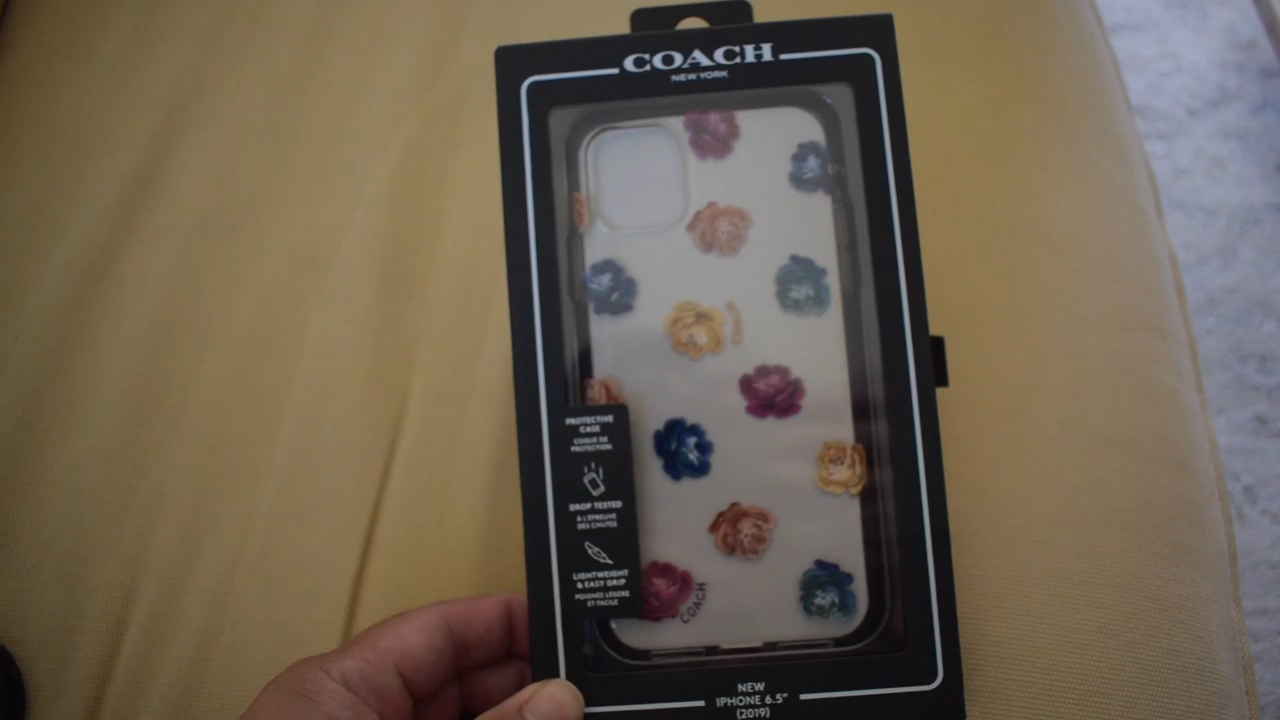 COACH
NEW YORK
PROTECTIVE
CASE
COQUE DE
PROTECTION
DROP TESTED
À L'ÉPREUVE
DES CHUTES
LIGHTWEIGHT
& EASY GRIP
POIGNÉE LÉGÈRE
ET FACILE
COACH
NEW
IPHONE 6.5"
(2019)